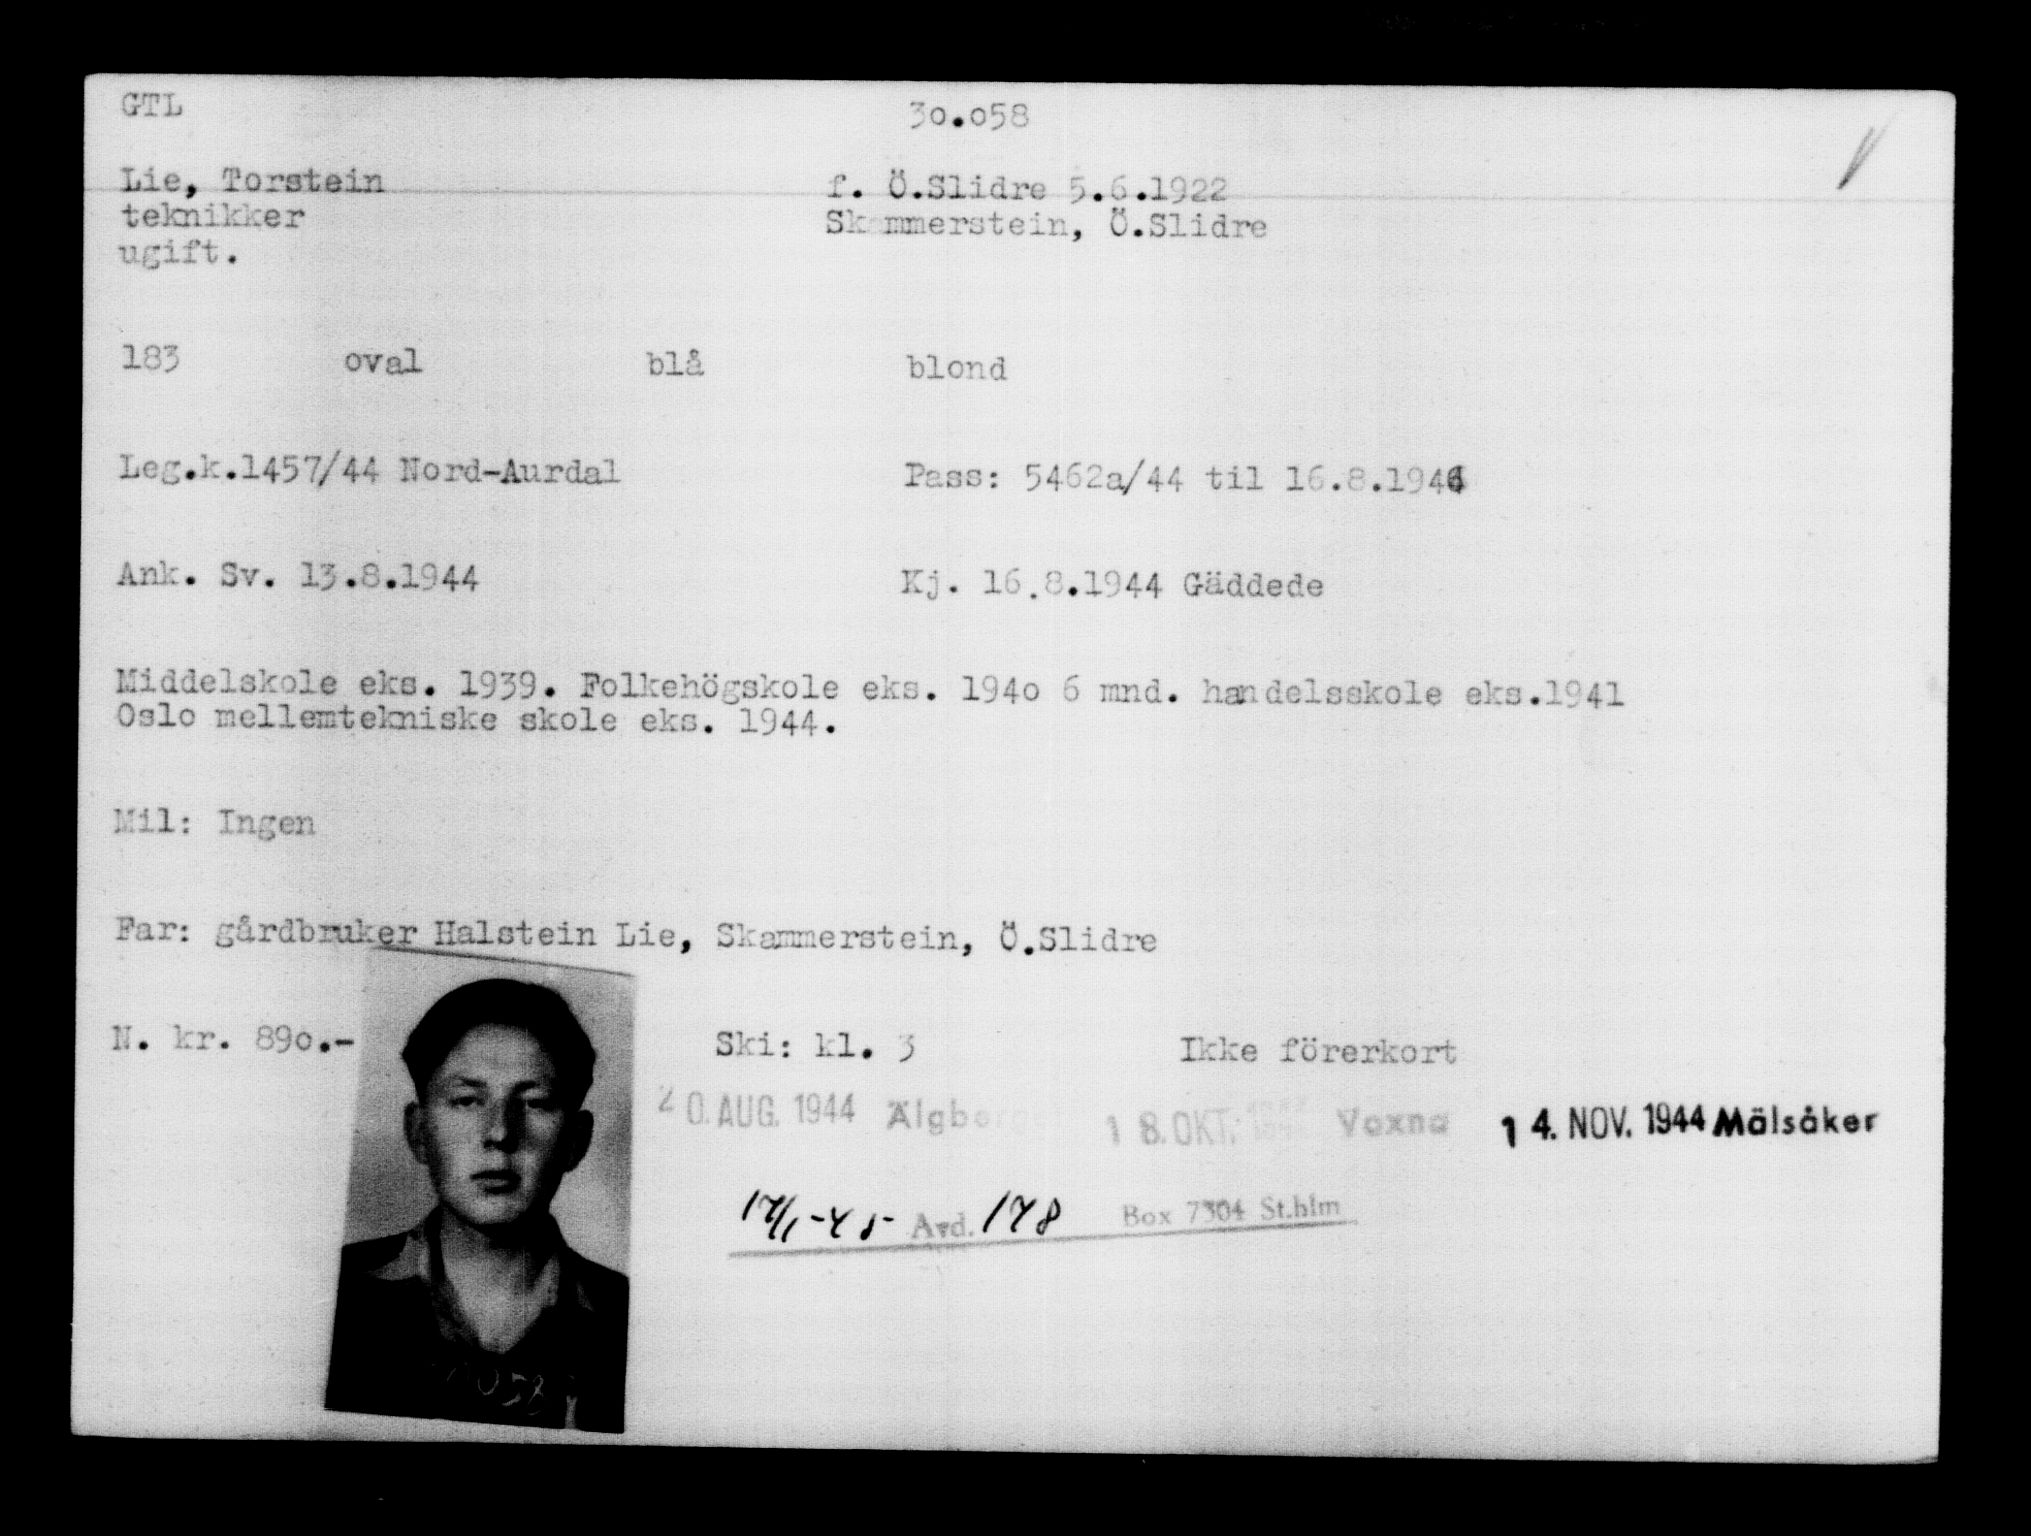 GTL 30.058
Lie, Torstein f. Ö.Slidre 5.6.1922
teknikker Skammerstein, Ö.Slidre
ugift.
183 oval blå blond
Leg.k.1457/44 Nord-Aurdal Pass: 5462a/44 til 16.8.1944
Ank. Sv. 13.8.1944 Kj. 16.8.1944 Gäddede
Middelskole eks. 1939. Folkehögskole eks. 1940 6 mnd. handelsskole eks.1941
Oslo mellemtekniske skole eks. 1944.
Mil: Ingen
Far: gårdbruker Halstein Lie, Skammerstein, Ö.Slidre
N. kr. 890.- Ski: kl. 3 Ikke förerkort
20. AUG. 1944 Älgberget 18. OKT. 1944 Voxna 14. NOV. 1944 Mälsåker
17/1-45 Avd. 178 Box 7304 St.hlm